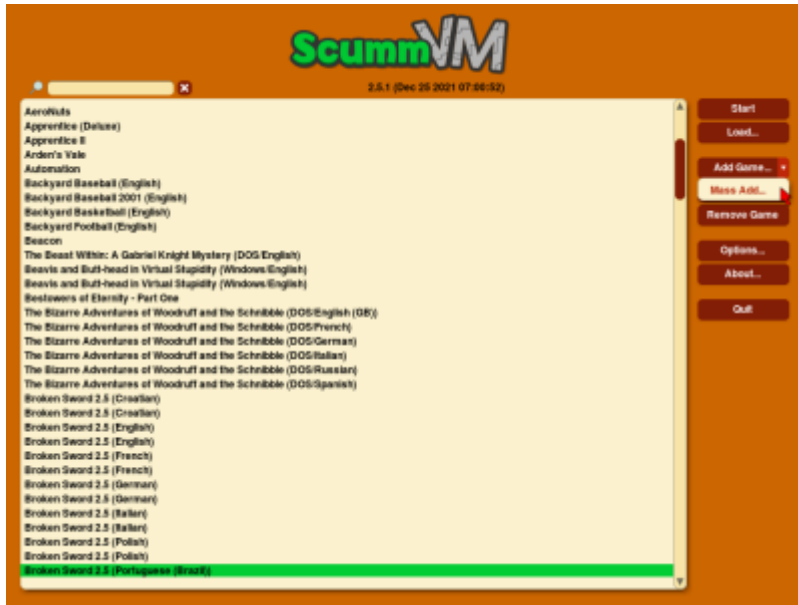 ScummVM
2.5.1 (Dec 25 2021 07:00:52)
AeroNuts
Apprentice (Deluxe)
Apprentice II
Arden's Vale
Automation
Backyard Baseball (English)
Backyard Baseball 2001 (English)
Backyard Basketball (English)
Backyard Football (English)
Beacon
The Beast Within: A Gabriel Knight Mystery (DOS/English)
Beavis and Butt-head in Virtual Stupidity (Windows/English)
Beavis and Butt-head in Virtual Stupidity (Windows/English)
Bestowers of Eternity - Part One
The Bizarre Adventures of Woodruff and the Schnibble (DOS/English (GB))
The Bizarre Adventures of Woodruff and the Schnibble (DOS/French)
The Bizarre Adventures of Woodruff and the Schnibble (DOS/German)
The Bizarre Adventures of Woodruff and the Schnibble (DOS/Italian)
The Bizarre Adventures of Woodruff and the Schnibble (DOS/Russian)
The Bizarre Adventures of Woodruff and the Schnibble (DOS/Spanish)
Broken Sword 2.5 (Croatian)
Broken Sword 2.5 (Croatian)
Broken Sword 2.5 (English)
Broken Sword 2.5 (English)
Broken Sword 2.5 (French)
Broken Sword 2.5 (French)
Broken Sword 2.5 (German)
Broken Sword 2.5 (German)
Broken Sword 2.5 (Italian)
Broken Sword 2.5 (Italian)
Broken Sword 2.5 (Polish)
Broken Sword 2.5 (Polish)
Broken Sword 2.5 (Portuguese (Brazil))
Start
Load...
Add Game...
Mass Add...
Remove Game
Options...
About...
Quit